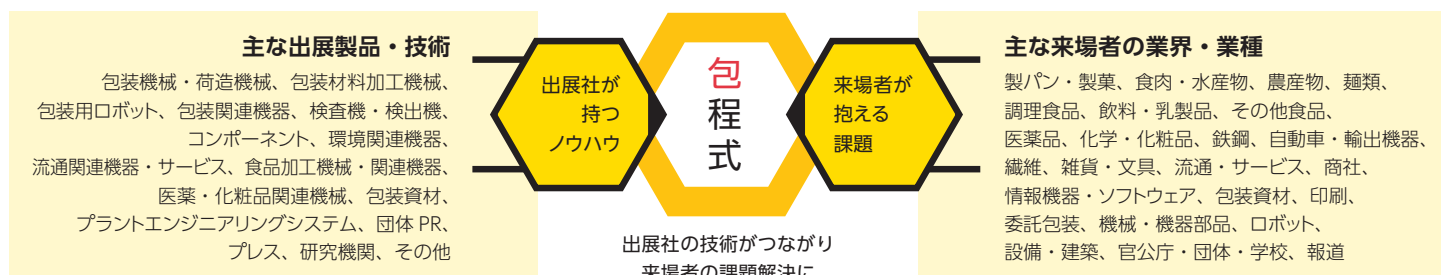 主な出展製品・技術
包装機械・荷造機械、包装材料加工機械、
包装用ロボット、包装関連機器、検査機・検出機、
コンポーネント、環境関連機器、
流通関連機器・サービス、食品加工機械・関連機器、
医薬・化粧品関連機械、包装資材、
プラントエンジニアリングシステム、団体 PR、
プレス、研究機関、その他
出展社が
持つ
ノウハウ
包程式
来場者が
抱える
課題
出展社の技術がつながり
来場者の課題解決に
主な来場者の業界・業種
製パン・製菓、食肉・水産物、農産物、麺類、
調理食品、飲料・乳製品、その他食品、
医薬品、化学・化粧品、鉄鋼、自動車・輸出機器、
繊維、雑貨・文具、流通・サービス、商社、
情報機器・ソフトウェア、包装資材、印刷、
委託包装、機械・機器部品、ロボット、
設備・建築、官公庁・団体・学校、報道